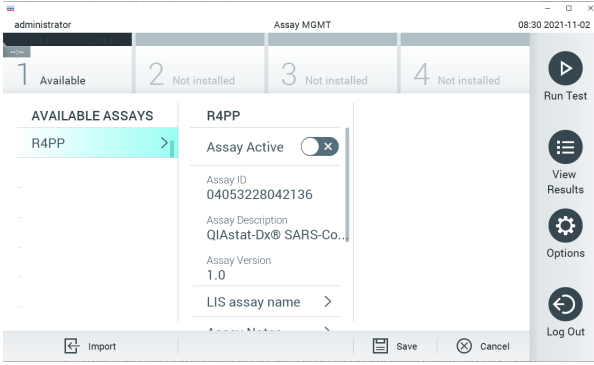 administrator
Assay MGMT
08:30 2021-11-02
--:--
1 Available
2 Not installed
3 Not installed
4 Not installed
Run Test
AVAILABLE ASSAYS
R4PP
R4PP
Assay Active
Assay ID
04053228042136
Assay Description
QIAstat-Dx® SARS-Co...
Assay Version
1.0
LIS assay name
Assay Notes
View
Results
Options
Log Out
Import
Save
Cancel